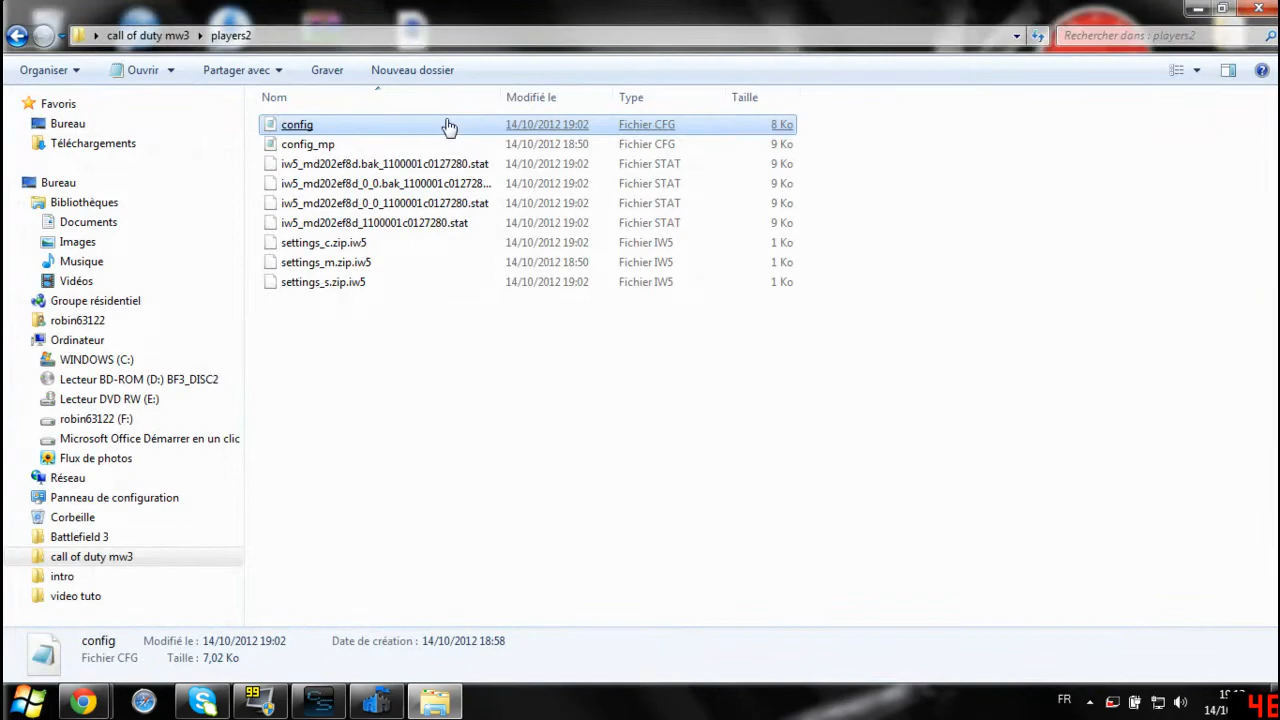 call of duty mw3 players2
Rechercher dans : players2
Organiser Ouvrir Partager avec Graver Nouveau dossier
Nom Modifié le Type Taille
config 14/10/2012 19:02 Fichier CFG 8 Ko
config_mp 14/10/2012 18:50 Fichier CFG 9 Ko
iw5_md202ef8d.bak_1100001c0127280.stat 14/10/2012 19:02 Fichier STAT 9 Ko
iw5_md202ef8d_0_0.bak_1100001c012728... 14/10/2012 19:02 Fichier STAT 9 Ko
iw5_md202ef8d_0_0_1100001c0127280.stat 14/10/2012 19:02 Fichier STAT 9 Ko
iw5_md202ef8d_1100001c0127280.stat 14/10/2012 19:02 Fichier STAT 9 Ko
settings_c.zip.iw5 14/10/2012 19:02 Fichier IW5 1 Ko
settings_m.zip.iw5 14/10/2012 18:50 Fichier IW5 1 Ko
settings_s.zip.iw5 14/10/2012 19:02 Fichier IW5 1 Ko
Favoris
Bureau
Téléchargements
Bureau
Bibliothèques
Documents
Images
Musique
Vidéos
Groupe résidentiel
robin63122
Ordinateur
WINDOWS (C:)
Lecteur BD-ROM (D:) BF3_DISC2
Lecteur DVD RW (E:)
robin63122 (F:)
Microsoft Office Démarrer en un clic
Flux de photos
Réseau
Panneau de configuration
Corbeille
Battlefield 3
call of duty mw3
intro
video tuto
config Modifié le : 14/10/2012 19:02 Date de création : 14/10/2012 18:58
Fichier CFG Taille : 7,02 Ko
99
FR
14/10